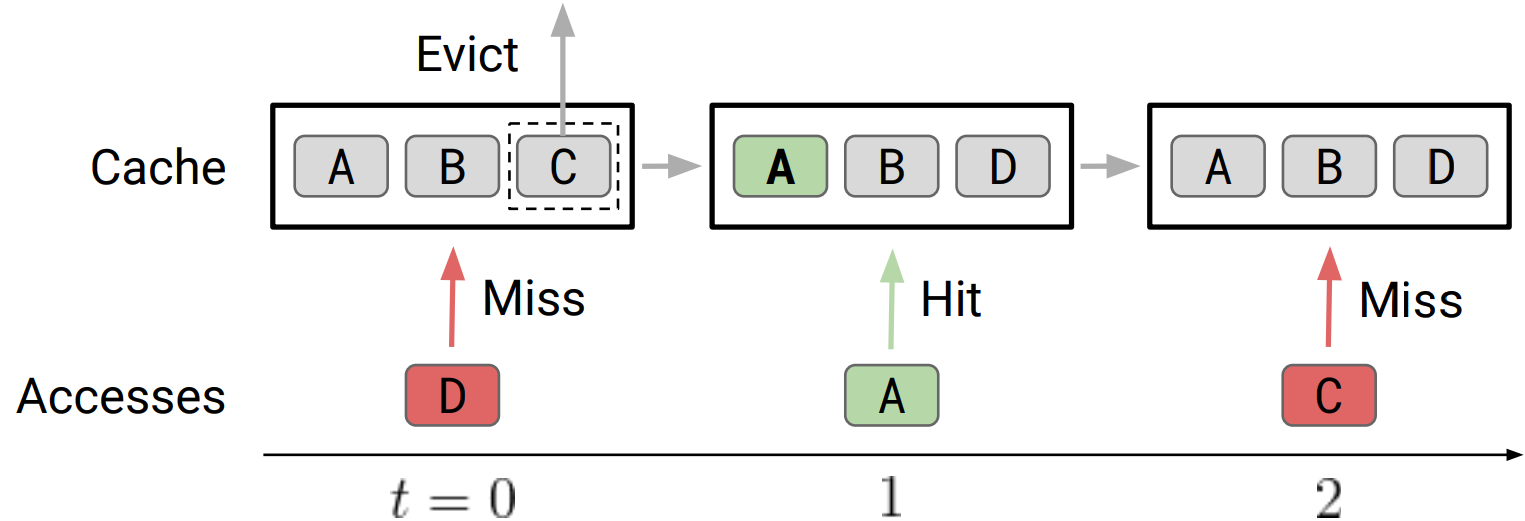 Evict
Cache A B C A B D A B D
Miss Hit Miss
Accesses D A C
t = 0 1 2